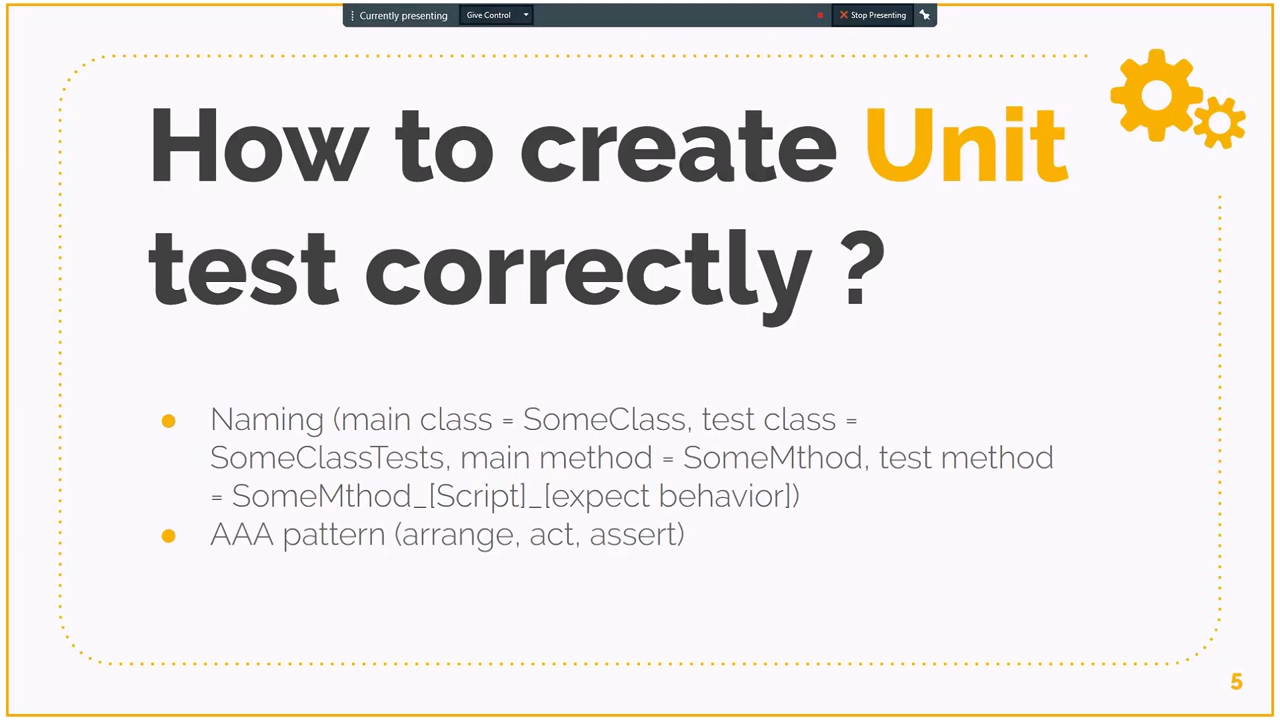 Currently presenting Give Control Stop Presenting
How to create Unit
test correctly ?
Naming (main class = SomeClass, test class =
SomeClassTests, main method = SomeMthod, test method
= SomeMthod_[Script]_[expect behavior])
AAA pattern (arrange, act, assert)
5